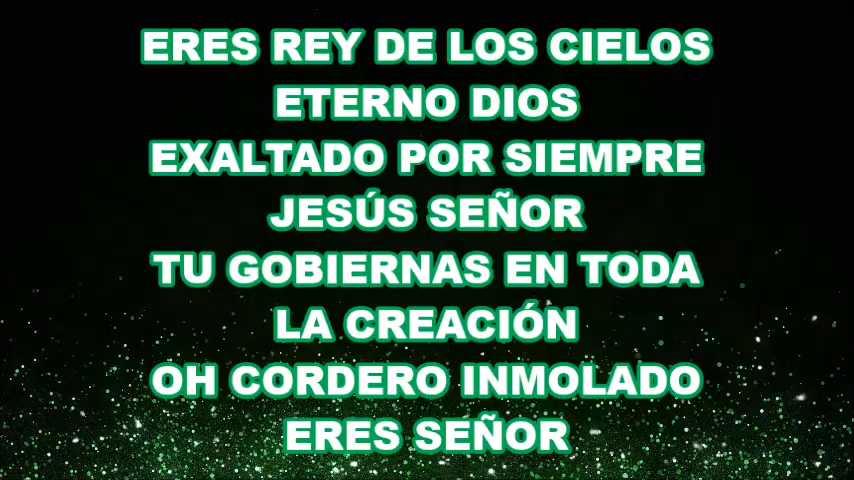 ERES REY DE LOS CIELOS
ETERNO DIOS
EXALTADO POR SIEMPRE
JESÚS SEÑOR
TU GOBIERNAS EN TODA
LA CREACIÓN
OH CORDERO INMOLADO
ERES SEÑOR